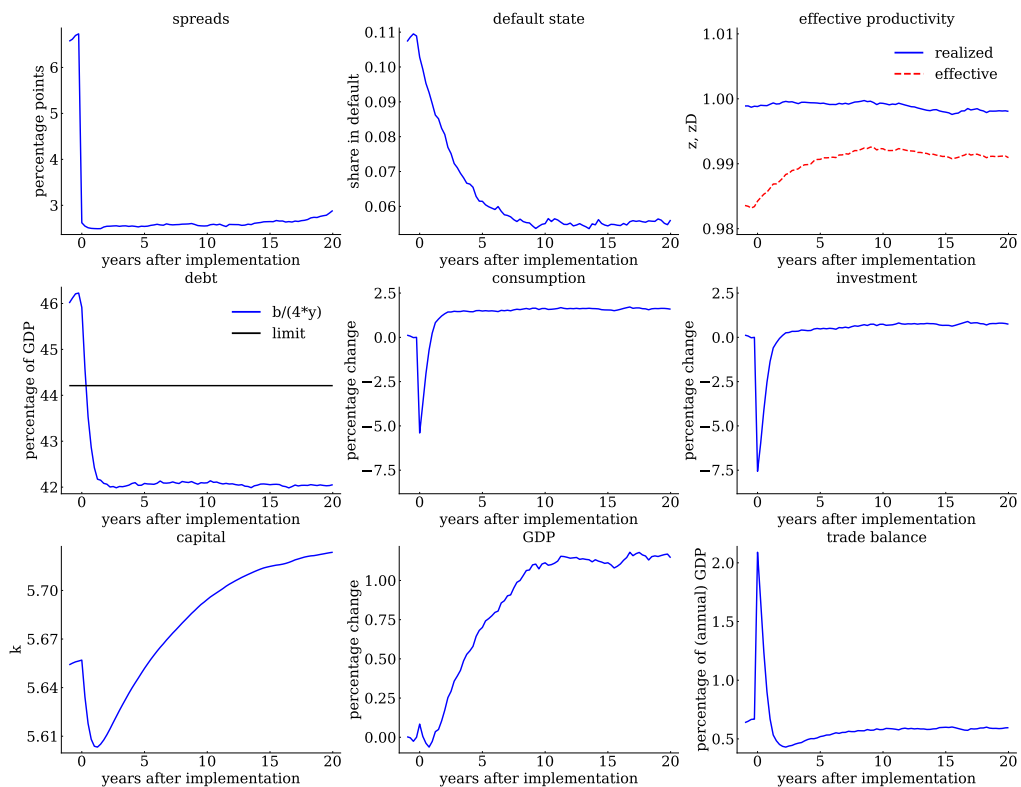 spreads
percentage points
6
5
4
3
0 5 10 15 20
years after implementation
default state
share in default
0.11
0.10
0.09
0.08
0.07
0.06
0 5 10 15 20
years after implementation
effective productivity
z, zD
1.01
1.00
0.99
0.98
realized
effective
0 5 10 15 20
years after implementation
debt
percentage of GDP
46
45
44
43
42
b/(4*y)
limit
0 5 10 15 20
years after implementation
consumption
percentage change
2.5
0.0
−2.5
−5.0
−7.5
0 5 10 15 20
years after implementation
investment
percentage change
2.5
0.0
−2.5
−5.0
−7.5
0 5 10 15 20
years after implementation
capital
k
5.70
5.67
5.64
5.61
0 5 10 15 20
years after implementation
GDP
percentage change
1.00
0.75
0.50
0.25
0.00
0 5 10 15 20
years after implementation
trade balance
percentage of (annual) GDP
2.0
1.5
1.0
0.5
0 5 10 15 20
years after implementation